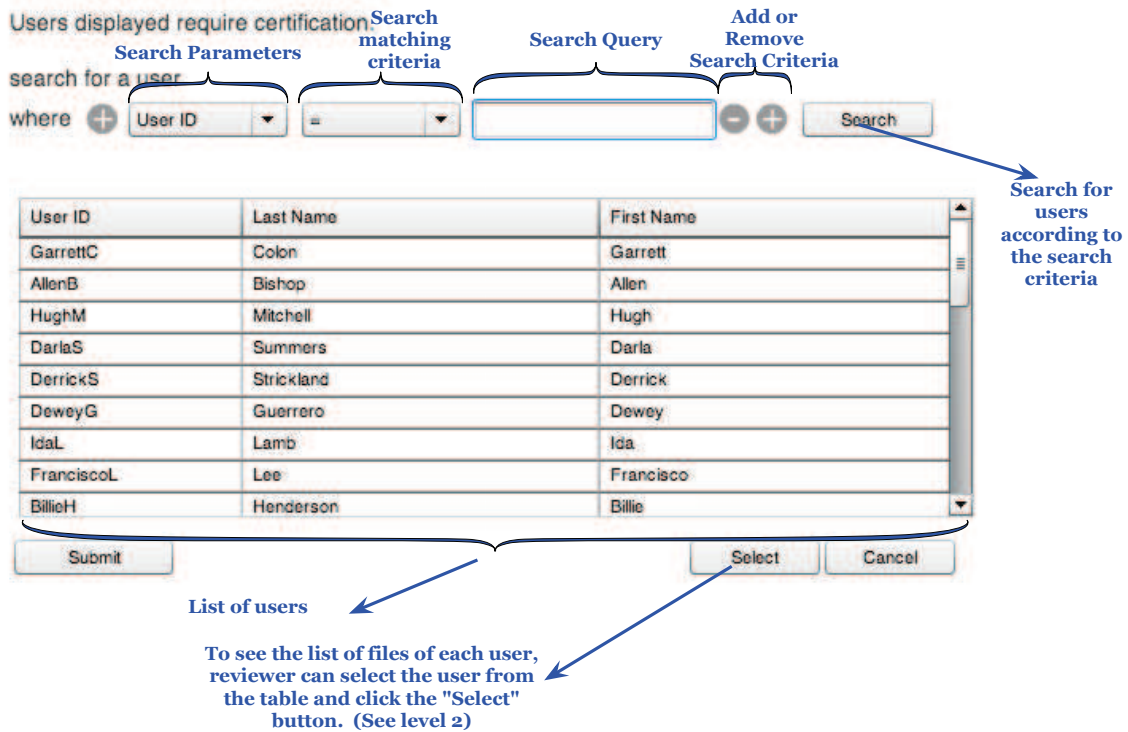 Users displayed require certification.
Search
matching
criteria
Add or
Remove
Search Criteria
Search Parameters
Search Query
search for a user
where + User ID = - + Search
Search for
users
according to
the search
criteria
User ID Last Name First Name
GarrettC Colon Garrett
AllenB Bishop Allen
HughM Mitchell Hugh
DarlaS Summers Darla
DerrickS Strickland Derrick
DeweyG Guerrero Dewey
IdaL Lamb Ida
FranciscoL Lee Francisco
BillieH Henderson Billie
Submit Select Cancel
List of users
To see the list of files of each user,
reviewer can select the user from
the table and click the "Select"
button. (See level 2)